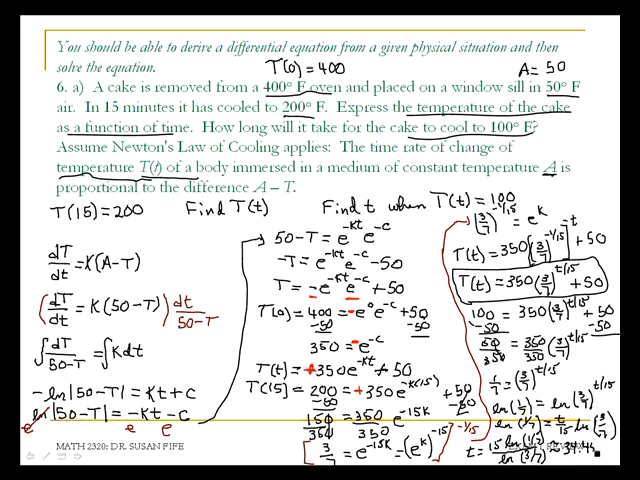 You should be able to derive a differential equation from a given physical situation and then
solve the equation.
T(0) = 400
A = 50
6. a) A cake is removed from a 400° F oven and placed on a window sill in 50° F
air. In 15 minutes it has cooled to 200° F. Express the temperature of the cake
as a function of time. How long will it take for the cake to cool to 100° F?
Assume Newton's Law of Cooling applies: The time rate of change of
temperature T(t) of a body immersed in a medium of constant temperature A is
proportional to the difference A – T.
T(15) = 200
Find T(t)
Find t when T(t) = 100
dT/dt = K(A-T)
(dT/dt = K(50-T)) dt/50-T
∫ dT/50-T = ∫ K dt
-ln|50-T| = Kt + C
e ln|50-T| = e -Kt e -C
50-T = e^-Kt e^-C
-T = e^-Kt e^-C - 50
T = -e^-Kt e^-C + 50
T(0) = 400 = -e^0 e^-C + 50
-50 -50
350 = -e^-C
T(t) = +350e^-Kt + 50
T(15) = 200 = +350e^-K(15) + 50
-50 -50
150/350 = 350/350 e^-15K
[3/7 = e^-15K = (e^K)^-15] -1/15
(3/7)^-1/15 = e^K
T(t) = 350[(3/7)^-1/15]^-t + 50
T(t) = 350(3/7)^t/15 + 50
100 = 350(3/7)^t/15 + 50
-50 -50
50/350 = 350/350 (3/7)^t/15
1/7 = (3/7)^t/15
ln(1/7) = ln(3/7)^t/15
ln(1/7) = t/15 ln(3/7)
t = 15 ln(1/7)/ln(3/7) ≈ 34.4
MATH 2320: DR. SUSAN FIFE